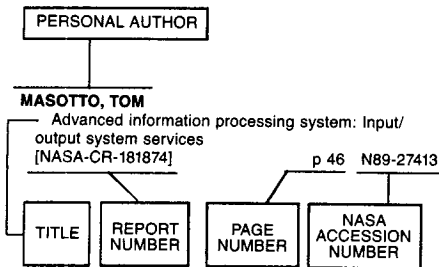 PERSONAL AUTHOR
MASOTTO, TOM
Advanced information processing system: Input/
output system services
[NASA-CR-181874] p 46 N89-27413
TITLE
REPORT
NUMBER
PAGE
NUMBER
NASA
ACCESSION
NUMBER